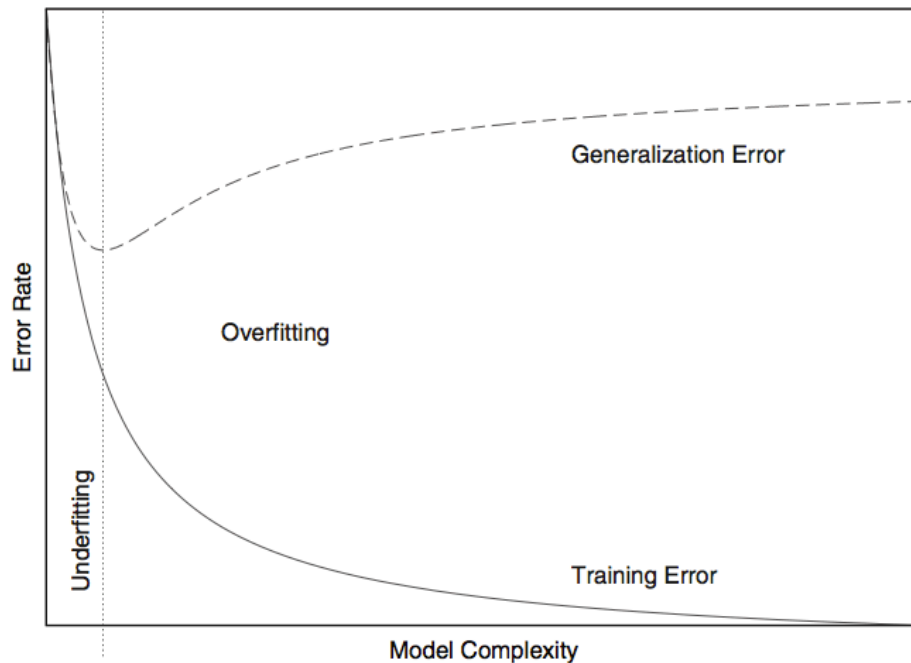 Generalization Error
Error Rate
Overfitting
Underfitting
Training Error
Model Complexity